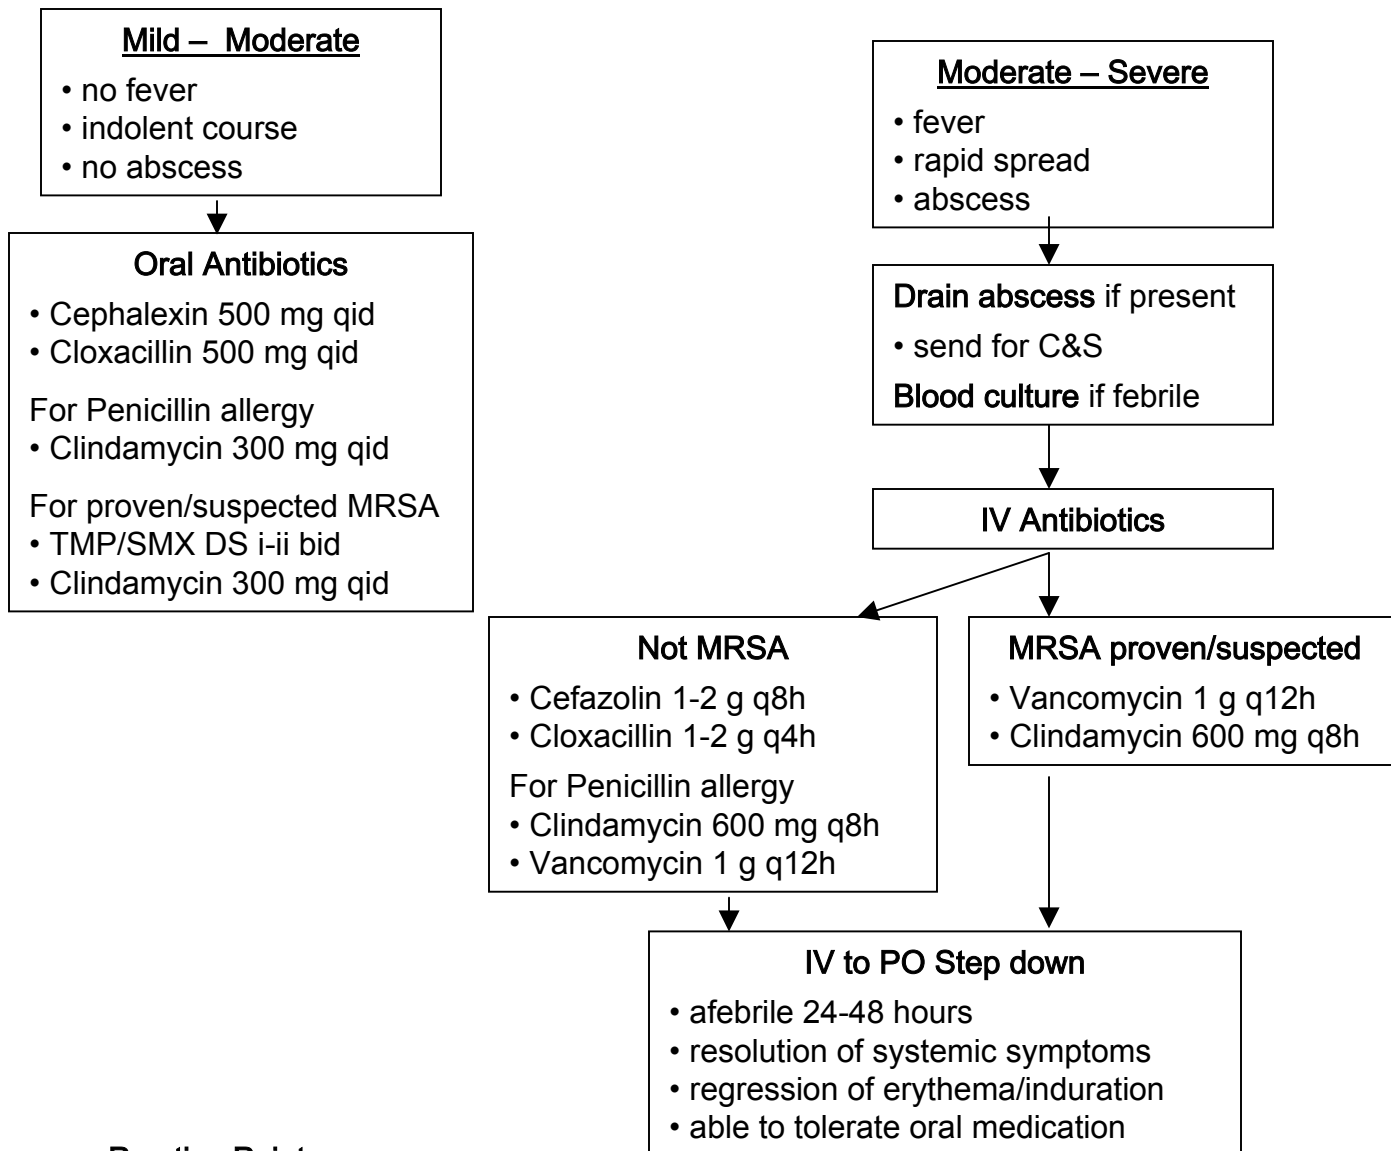 Mild – Moderate
• no fever
• indolent course
• no abscess
Oral Antibiotics
• Cephalexin 500 mg qid
• Cloxacillin 500 mg qid
For Penicillin allergy
• Clindamycin 300 mg qid
For proven/suspected MRSA
• TMP/SMX DS i-ii bid
• Clindamycin 300 mg qid
Moderate – Severe
• fever
• rapid spread
• abscess
Drain abscess if present
• send for C&S
Blood culture if febrile
IV Antibiotics
Not MRSA
• Cefazolin 1-2 g q8h
• Cloxacillin 1-2 g q4h
For Penicillin allergy
• Clindamycin 600 mg q8h
• Vancomycin 1 g q12h
MRSA proven/suspected
• Vancomycin 1 g q12h
• Clindamycin 600 mg q8h
IV to PO Step down
• afebrile 24-48 hours
• resolution of systemic symptoms
• regression of erythema/induration
• able to tolerate oral medication